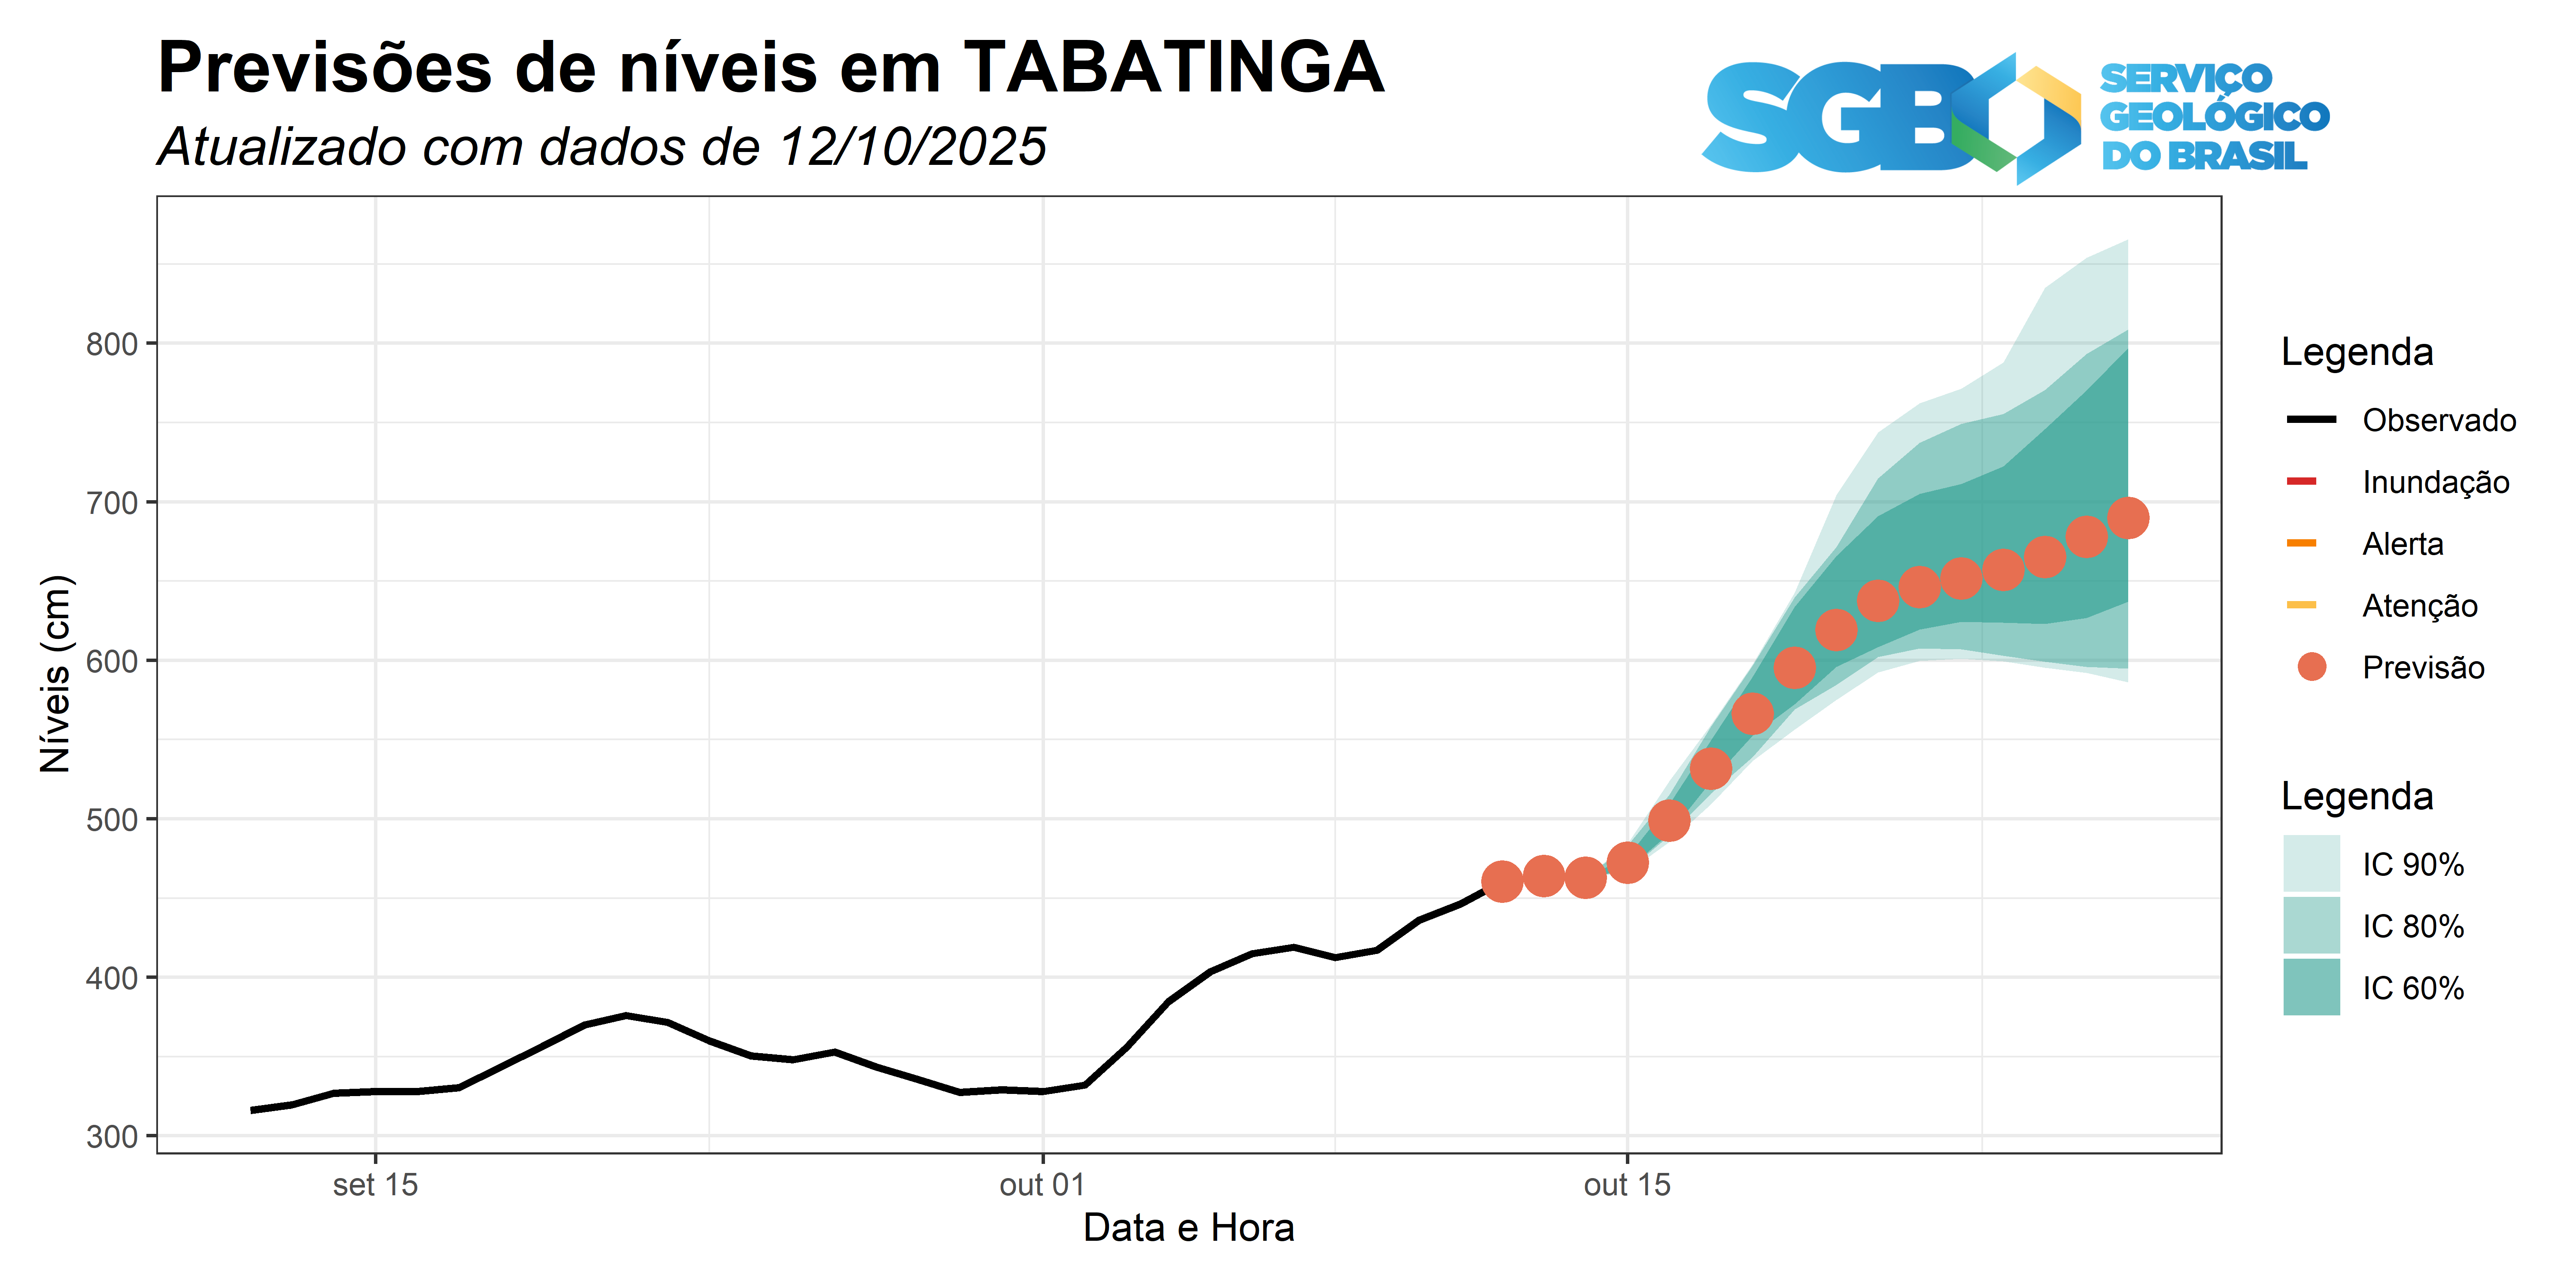 Previsões de níveis em TABATINGA
Atualizado com dados de 12/10/2025
SGB
SERVIÇO
GEOLÓGICO
DO BRASIL
Níveis (cm)
800
700
600
500
400
300
set 15
out 01
out 15
Data e Hora
Legenda
Observado
Inundação
Alerta
Atenção
Previsão
Legenda
IC 90%
IC 80%
IC 60%